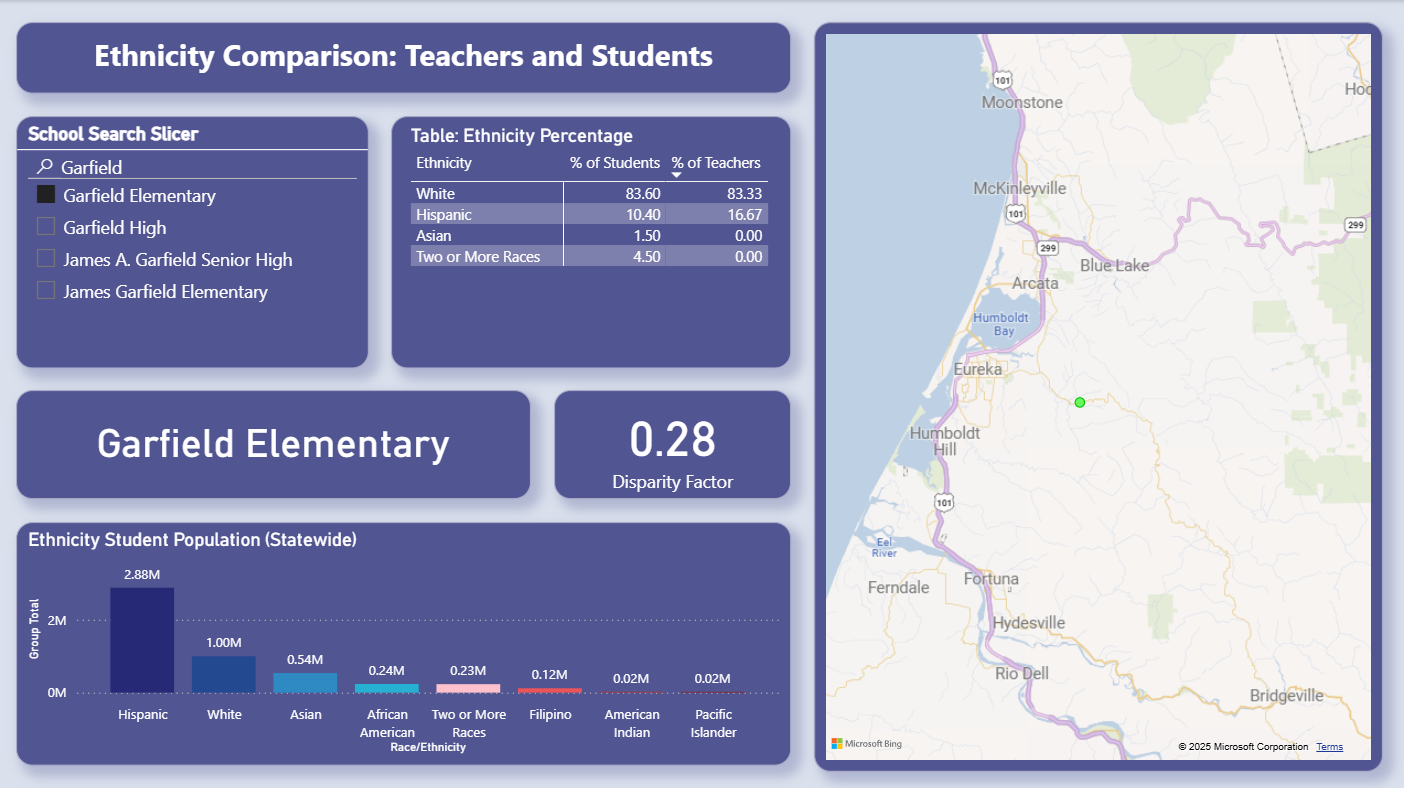 Ethnicity Comparison: Teachers and Students
School Search Slicer
Garfield
Garfield Elementary
Garfield High
James A. Garfield Senior High
James Garfield Elementary
Table: Ethnicity Percentage
Ethnicity % of Students % of Teachers
White 83.60 83.33
Hispanic 10.40 16.67
Asian 1.50 0.00
Two or More Races 4.50 0.00
Garfield Elementary
0.28
Disparity Factor
Ethnicity Student Population (Statewide)
Group Total
2M
0M
2.88M
1.00M
0.54M
0.24M
0.23M
0.12M
0.02M
0.02M
Hispanic
White
Asian
African
American
Two or More
Races
Filipino
American
Indian
Pacific
Islander
Race/Ethnicity
101
Moonstone
Hoo
McKinleyville
101
299
299
Blue Lake
Arcata
Humboldt
Bay
Eureka
Humboldt
Hill
101
Eel
River
Ferndale
Fortuna
Hydesville
Rio Dell
Bridgeville
Microsoft Bing
© 2025 Microsoft Corporation Terms